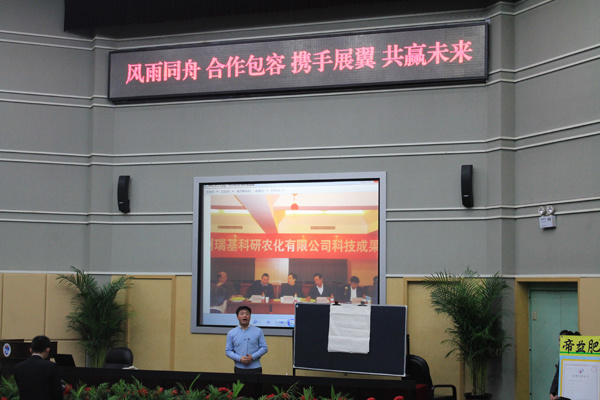 风雨同舟 合作包容 携手展翼 共赢未来
瑞基科研农化有限公司科技成果
帝益肥